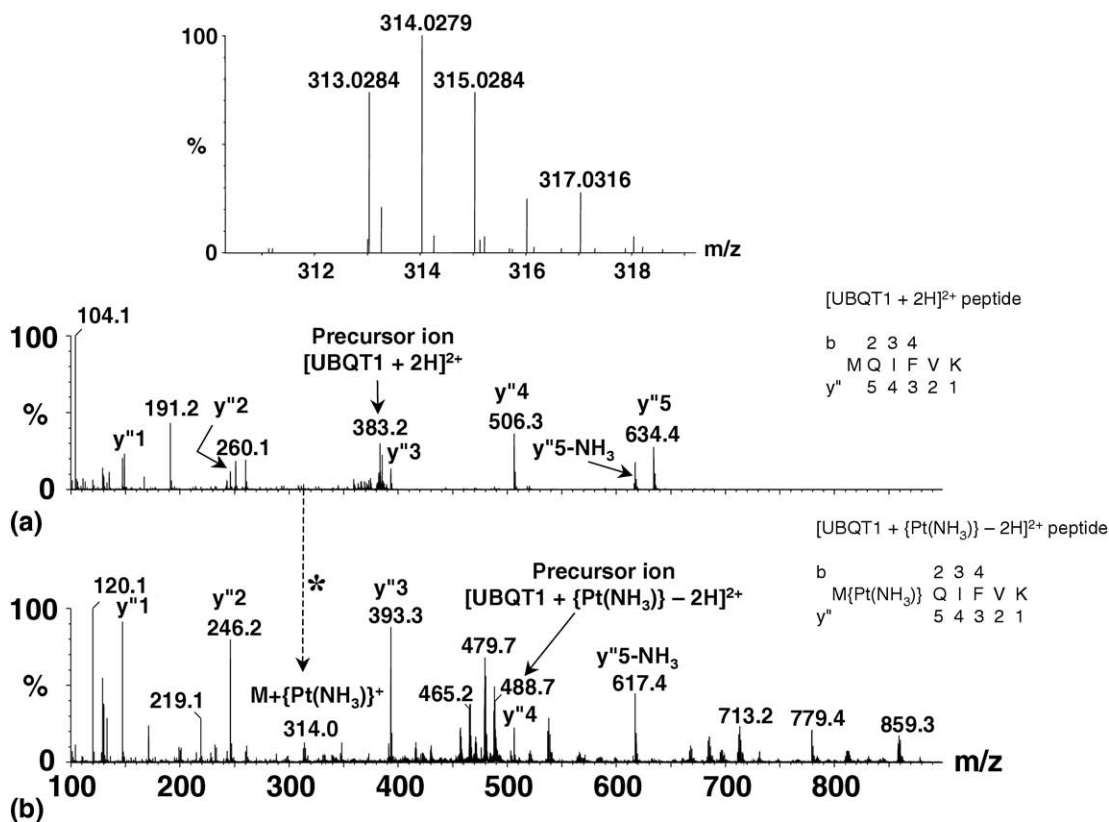 314.0279
100
313.0284
315.0284
%
317.0316
0
m/z
312 314 316 318
[UBQT1 + 2H]²⁺ peptide
104.1
100
Precursor ion
[UBQT1 + 2H]²⁺
b 2 3 4
M Q I F V K
y" 5 4 3 2 1
%
y"1
191.2
y"2
260.1
383.2
y"3
y"4
506.3
y"5-NH₃
y"5
634.4
0
(a)
[UBQT1 + {Pt(NH₃)} – 2H]²⁺ peptide
*
120.1
100
y"1
y"2
246.2
y"3
393.3
Precursor ion
[UBQT1 + {Pt(NH₃)} – 2H]²⁺
b 2 3 4
M{Pt(NH₃)} Q I F V K
y" 5 4 3 2 1
%
219.1
M+{Pt(NH₃)}⁺
314.0
465.2
479.7
488.7
y"4
y"5-NH₃
617.4
713.2
779.4
859.3
0
m/z
100 200 300 400 500 600 700 800
(b)